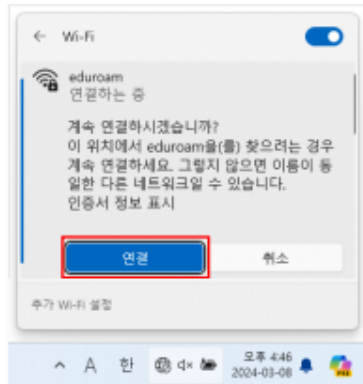 Wi-Fi
eduroam
연결하는 중
계속 연결하시겠습니까?
이 위치에서 eduroam을(를) 찾으려는 경우
계속 연결하세요. 그렇지 않으면 이름이 동
일한 다른 네트워크일 수 있습니다.
인증서 정보 표시
연결 취소
추가 Wi-Fi 설정
A 한 오후 4:46
2024-03-08